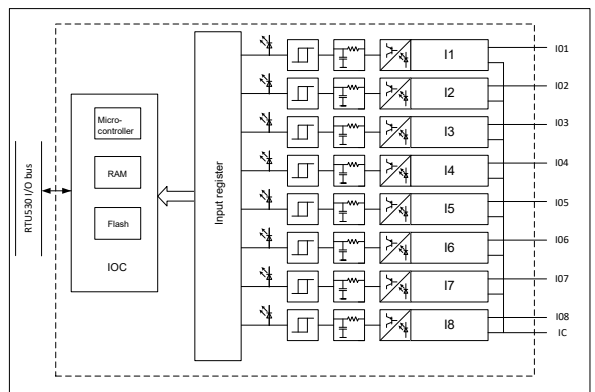 RTU530 I/O bus
Micro-
controller
RAM
Flash
IOC
Input register
I1
I2
I3
I4
I5
I6
I7
I8
I01
I02
I03
I04
I05
I06
I07
I08
IC